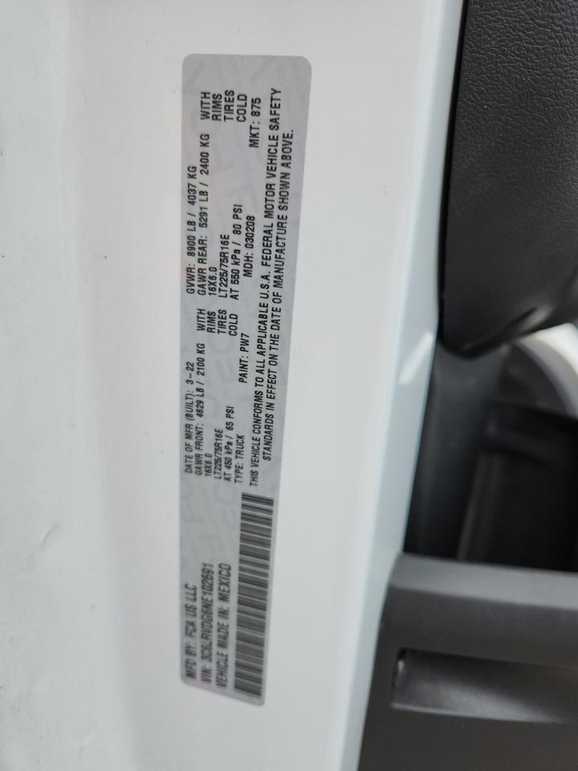 MFD BY: FCA US LLC
VIN: 3C6LRVDG6NE102691
VEHICLE MADE IN: MEXICO
DATE OF MFR (BUILT): 3-22 GVWR: 8900 LB / 4037 KG
GAWR FRONT: 4629 LB / 2100 KG WITH GAWR REAR: 5291 LB / 2400 KG WITH
16X6.0 RIMS 16X6.0 RIMS
LT225/75R16E TIRES LT225/75R16E TIRES
AT 450 kPa / 65 PSI COLD AT 550 kPa / 80 PSI COLD
TYPE: TRUCK PAINT: PW7 MDH: 030208 MKT: 875
THIS VEHICLE CONFORMS TO ALL APPLICABLE U.S.A. FEDERAL MOTOR VEHICLE SAFETY
STANDARDS IN EFFECT ON THE DATE OF MANUFACTURE SHOWN ABOVE.